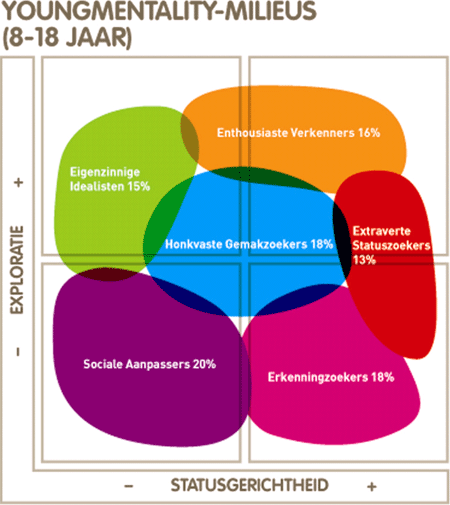 YOUNGMENTALITY-MILIEUS
(8-18 JAAR)
Enthousiaste Verkenners 16%
Eigenzinnige
Idealisten 15%
Extraverte
Statuszoekers
13%
Honkvaste Gemakzoekers 18%
Sociale Aanpassers 20%
Erkenningzoekers 18%
+
EXPLORATIE
–
– STATUSGERICHTHEID +